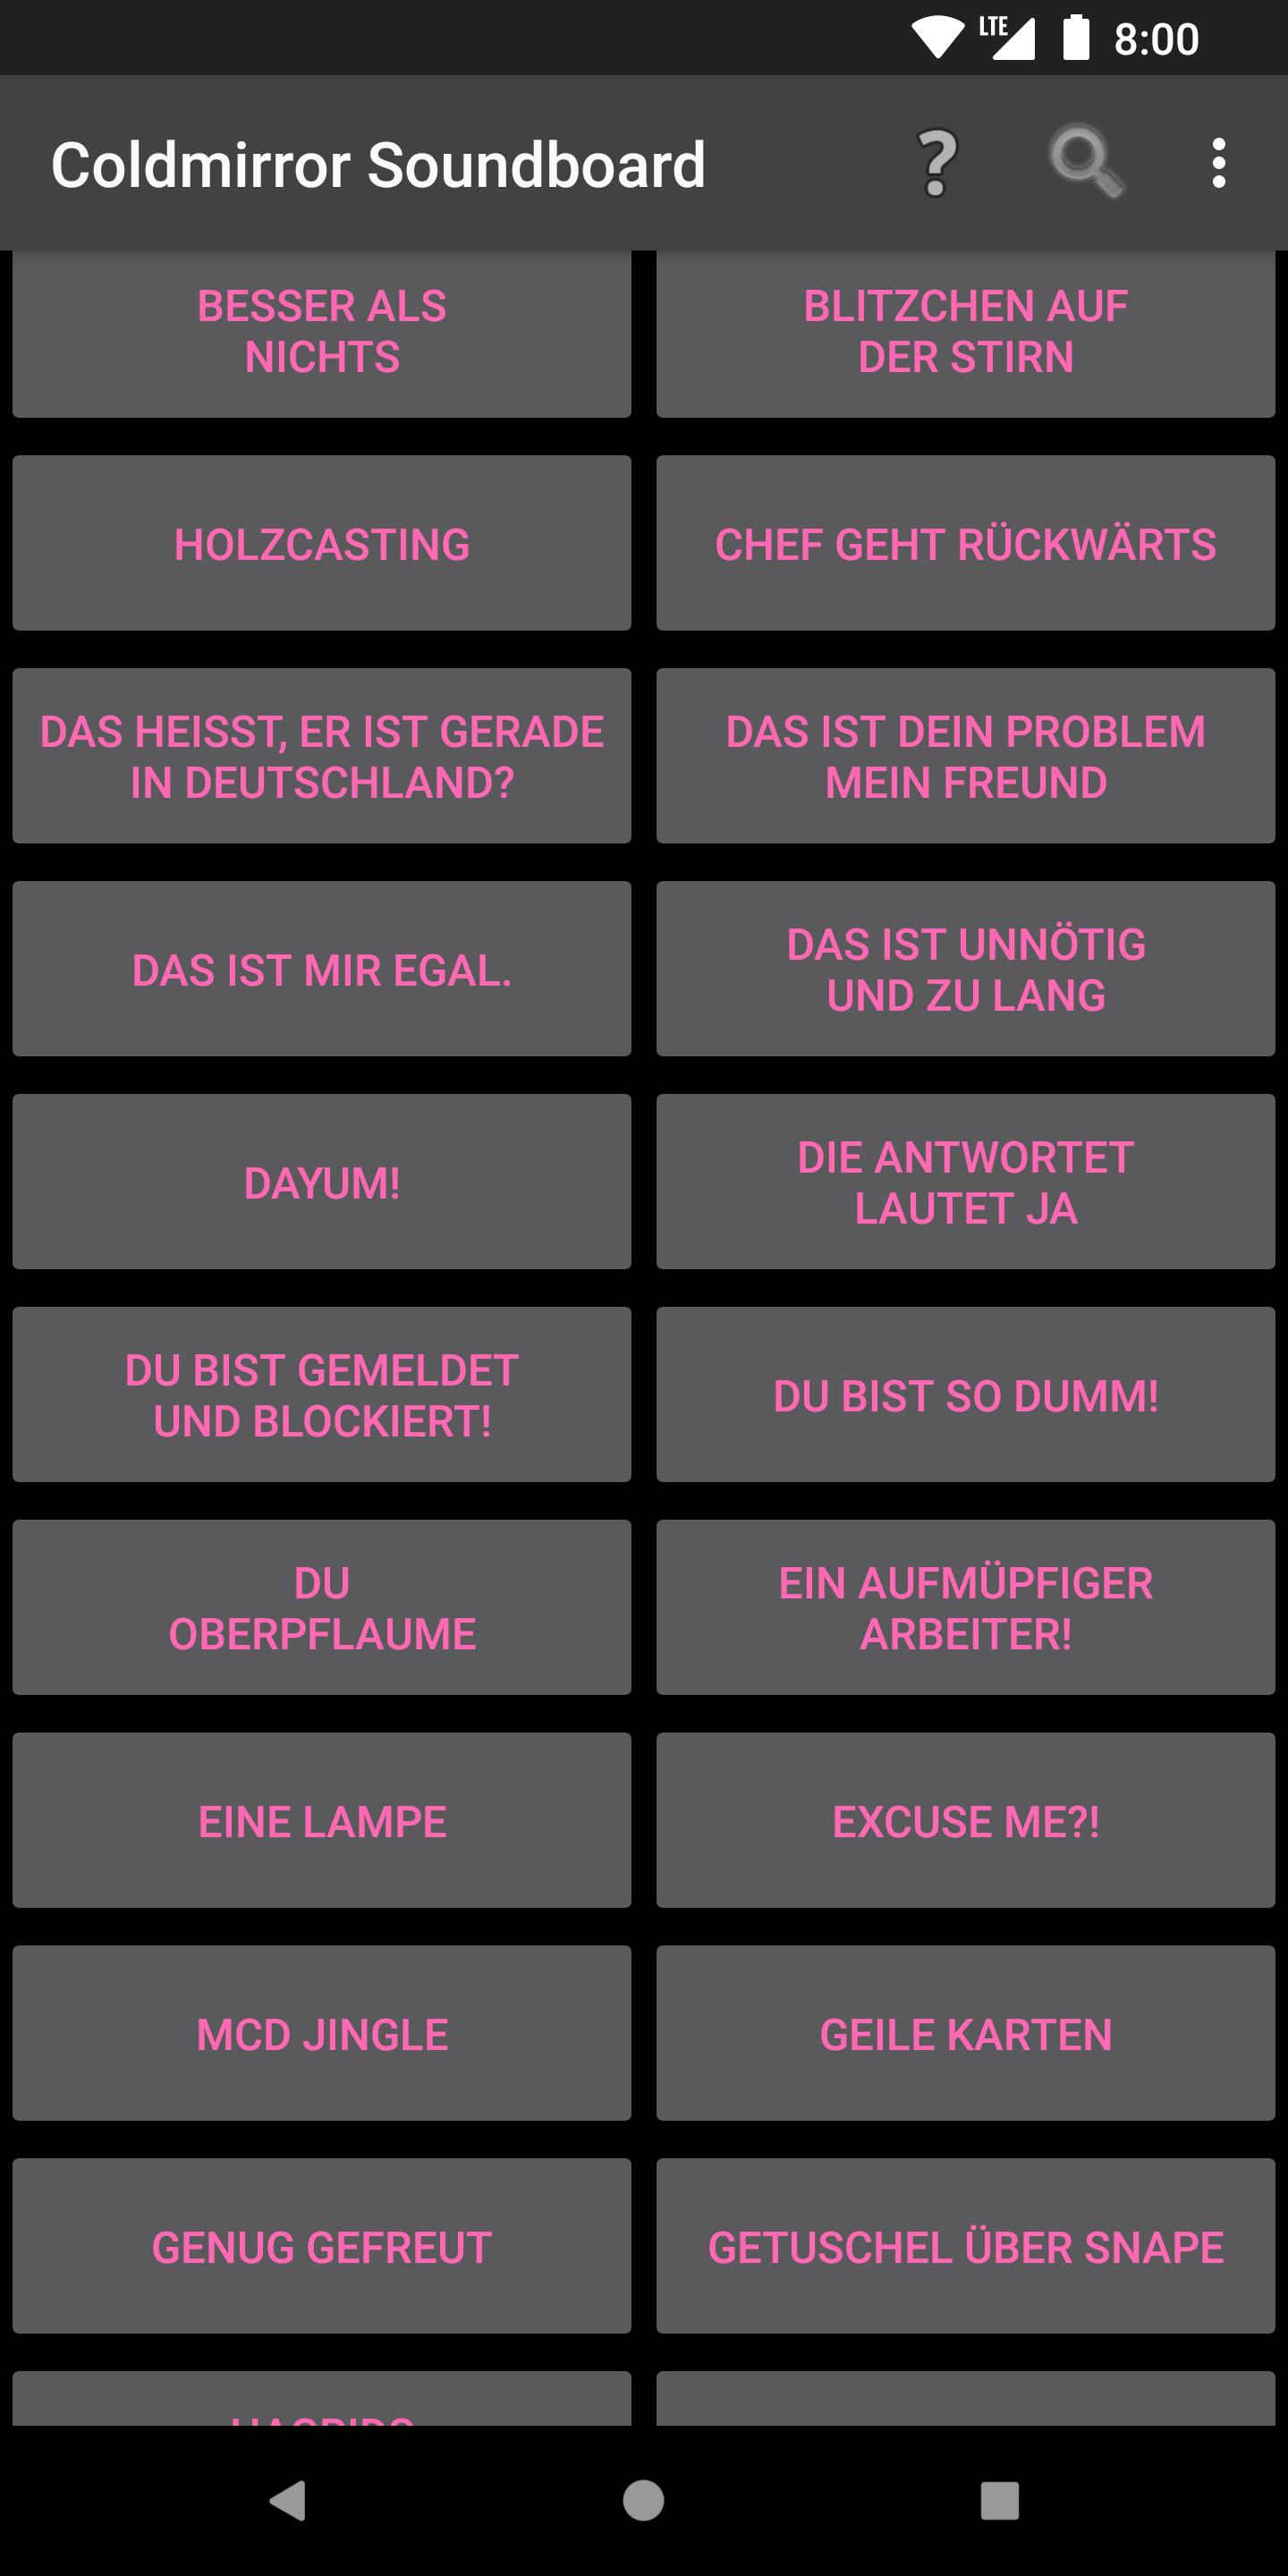 LTE 8:00
Coldmirror Soundboard
BESSER ALS
NICHTS
BLITZCHEN AUF
DER STIRN
HOLZCASTING
CHEF GEHT RÜCKWÄRTS
DAS HEISST, ER IST GERADE
IN DEUTSCHLAND?
DAS IST DEIN PROBLEM
MEIN FREUND
DAS IST MIR EGAL.
DAS IST UNNÖTIG
UND ZU LANG
DAYUM!
DIE ANTWORTET
LAUTET JA
DU BIST GEMELDET
UND BLOCKIERT!
DU BIST SO DUMM!
DU
OBERPFLAUME
EIN AUFMÜPFIGER
ARBEITER!
EINE LAMPE
EXCUSE ME?!
MCD JINGLE
GEILE KARTEN
GENUG GEFREUT
GETUSCHEL ÜBER SNAPE